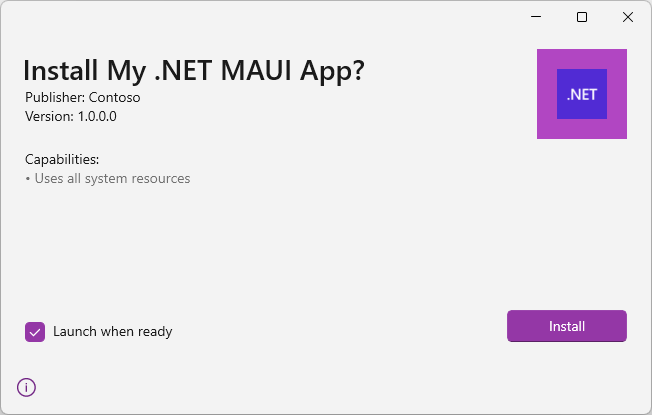 Install My .NET MAUI App?
.NET
Publisher: Contoso
Version: 1.0.0.0
Capabilities:
• Uses all system resources
Launch when ready
Install